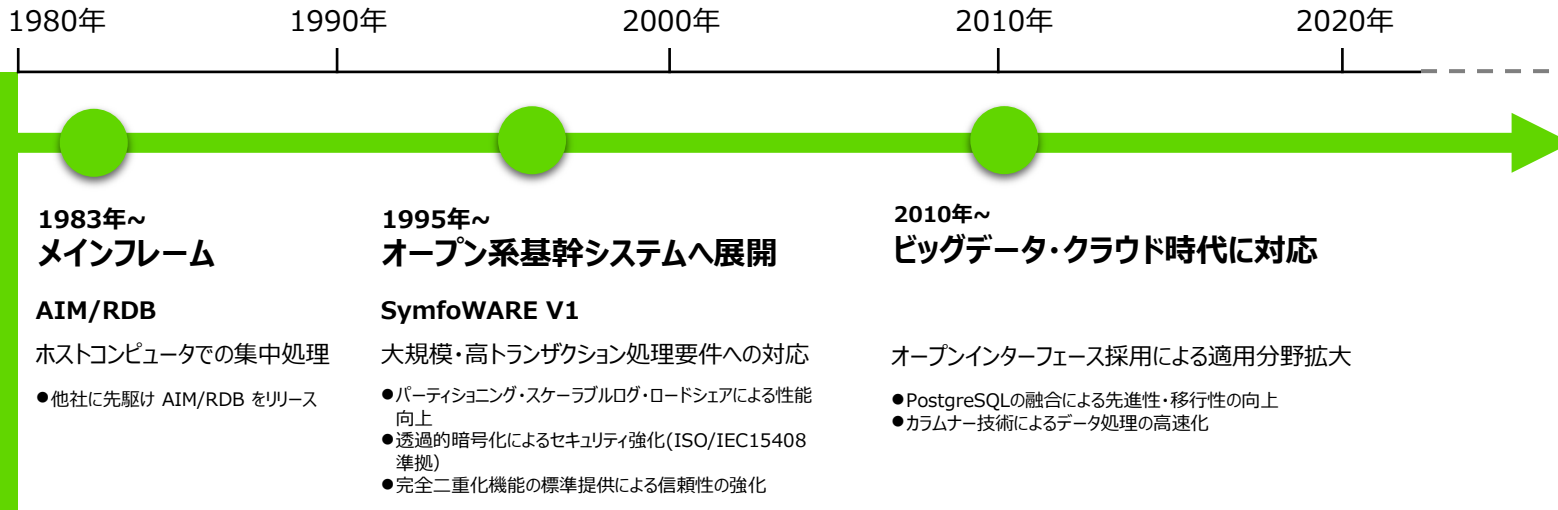 1980年 1990年 2000年 2010年 2020年
1983年~
メインフレーム
AIM/RDB
ホストコンピュータでの集中処理
●他社に先駆け AIM/RDB をリリース
1995年~
オープン系基幹システムへ展開
SymfoWARE V1
大規模・高トランザクション処理要件への対応
●パーティショニング・スケーラブルログ・ロードシェアによる性能
向上
●透過的暗号化によるセキュリティ強化(ISO/IEC15408
準拠)
●完全二重化機能の標準提供による信頼性の強化
2010年~
ビッグデータ・クラウド時代に対応
オープンインターフェース採用による適用分野拡大
●PostgreSQLの融合による先進性・移行性の向上
●カラムナー技術によるデータ処理の高速化